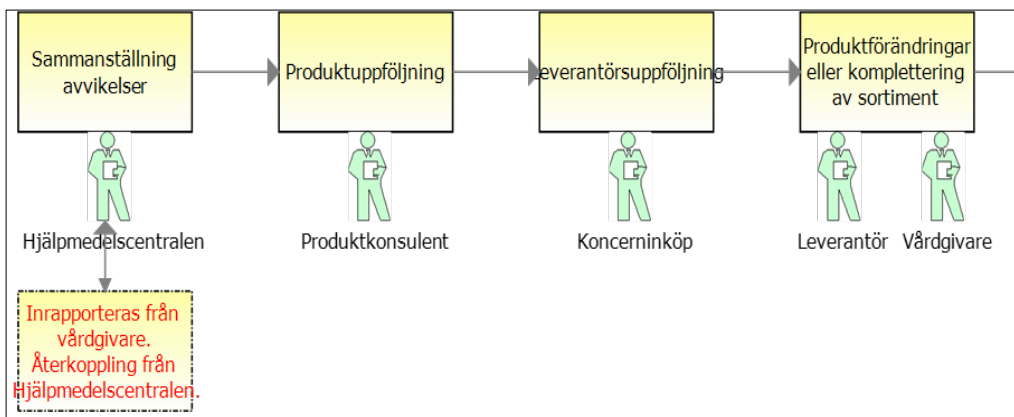 Sammanställning
avvikelser
Produktuppföljning
Leverantörsuppföljning
Produktförändringar
eller komplettering
av sortiment
Hjälpmedelscentralen
Produktkonsulent
Koncerninköp
Leverantör
Vårdgivare
Inrapporteras från
vårdgivare.
Återkoppling från
Hjälpmedelscentralen.